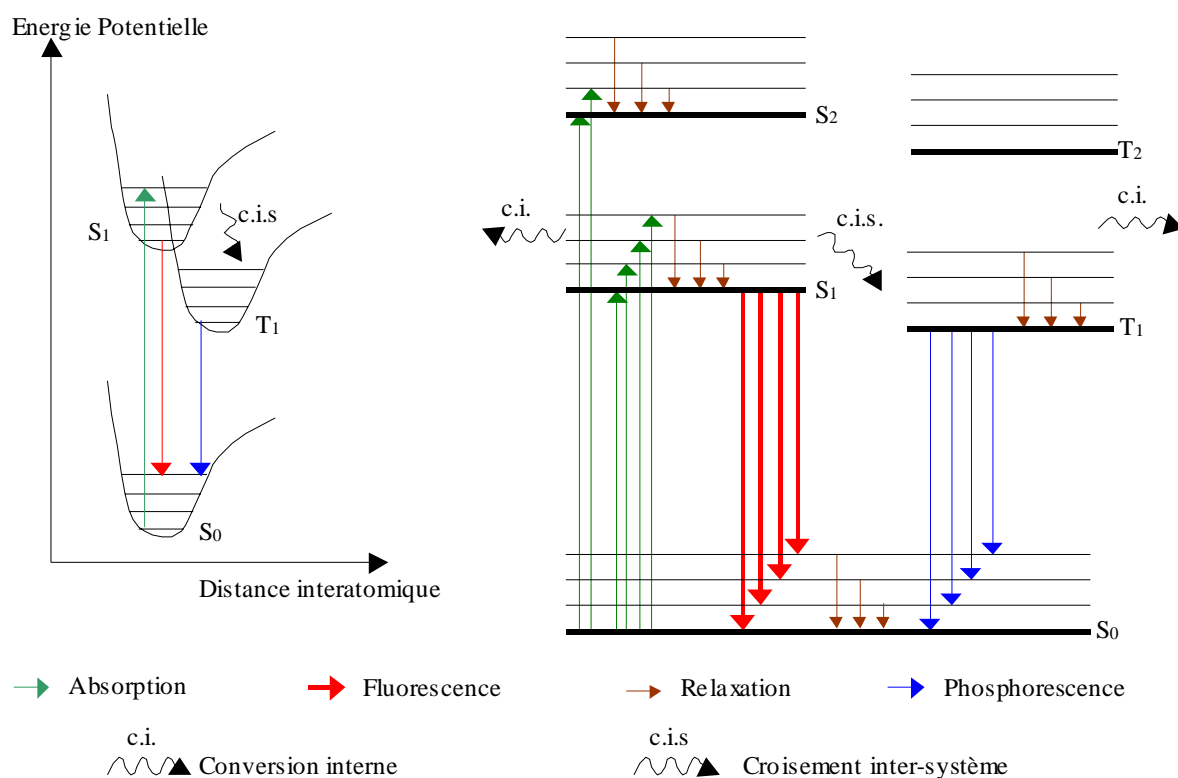 Energie Potentielle
S2
T2
c.i.s
c.i.
c.i.s.
c.i.
S1
S1
T1
T1
S0
Distance interatomique
S0
Absorption
Fluorescence
Relaxation
Phosphorescence
c.i.
Conversion interne
c.i.s
Croisement inter-système